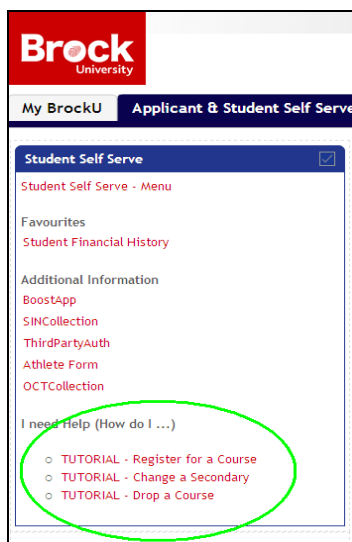 Brock
University
My BrockU Applicant & Student Self Serve
Student Self Serve
Student Self Serve - Menu
Favourites
Student Financial History
Additional Information
BoostApp
SINCollection
ThirdPartyAuth
Athlete Form
OCTCollection
I need Help (How do I ...)
TUTORIAL - Register for a Course
TUTORIAL - Change a Secondary
TUTORIAL - Drop a Course